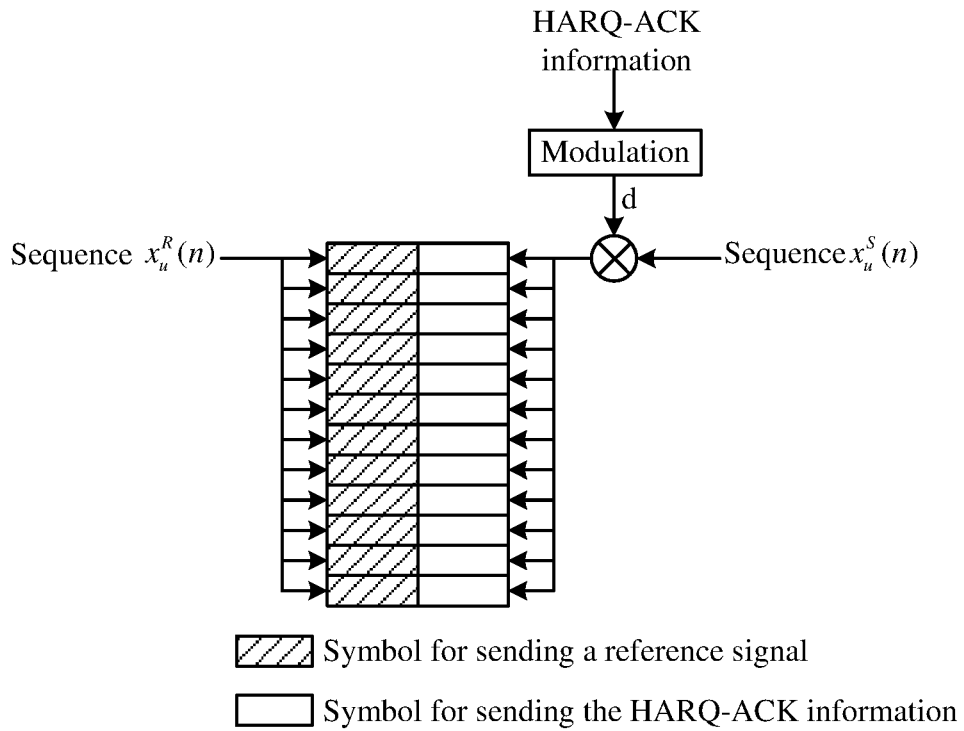 HARQ-ACK
information
Modulation
d
Sequence x_u^R(n)
Sequence x_u^S(n)
Symbol for sending a reference signal
Symbol for sending the HARQ-ACK information